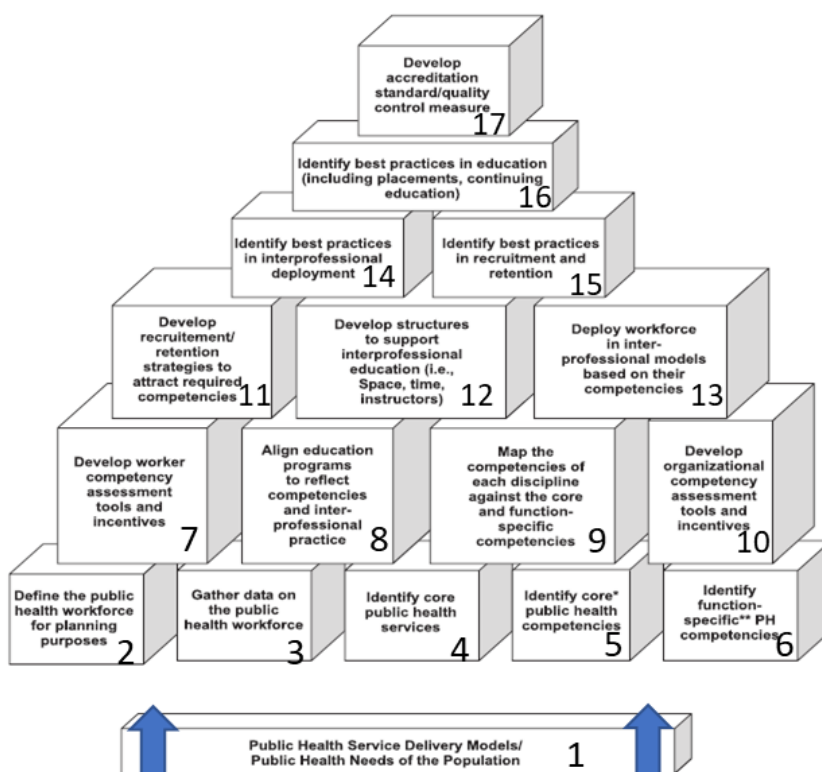 Develop
accreditation
standard/quality
control measure
17
Identify best practices in education
(including placements, continuing
education)
16
Identify best practices
in interprofessional
deployment
14
Identify best practices
in recruitment and
retention
15
Develop
recruitement/
retention
strategies to
attract required
competencies
11
Develop structures
to support
interprofessional
education (i.e.,
Space, time,
instructors)
12
Deploy workforce
in inter-
professional models
based on their
competencies
13
Develop worker
competency
assessment
tools and
incentives
7
Align education
programs
to reflect
competencies
and inter-
professional
practice
8
Map the
competencies of
each discipline
against the core
and function-
specific
competencies
9
Develop
organizational
competency
assessment
tools and
incentives
10
Define the public
health workforce
for planning
purposes
2
Gather data on
the public
health workforce
3
Identify core
public health
services
4
Identify core*
public health
competencies
5
Identify
function-
specific** PH
competencies
6
Public Health Service Delivery Models/
Public Health Needs of the Population
1